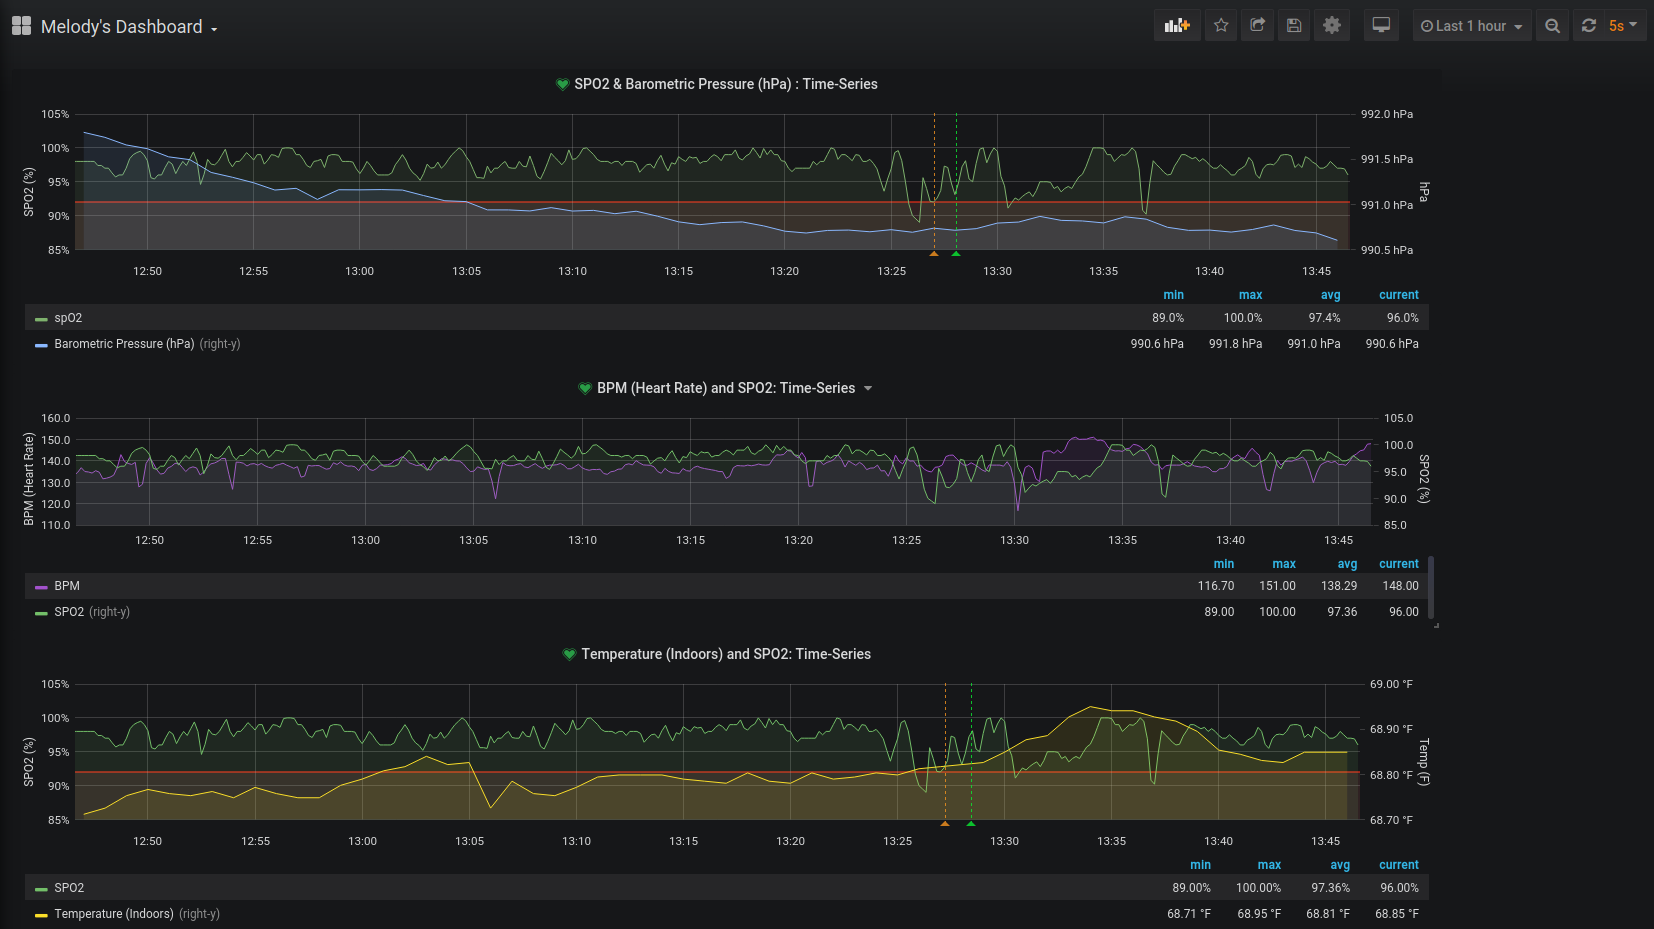 Melody's Dashboard
Last 1 hour
5s
SPO2 & Barometric Pressure (hPa) : Time-Series
105%
100%
95%
90%
85%
SPO2 (%)
992.0 hPa
991.5 hPa
991.0 hPa
990.5 hPa
hPa
12:50 12:55 13:00 13:05 13:10 13:15 13:20 13:25 13:30 13:35 13:40 13:45
min max avg current
spO2 89.0% 100.0% 97.4% 96.0%
Barometric Pressure (hPa) (right-y) 990.6 hPa 991.8 hPa 991.0 hPa 990.6 hPa
BPM (Heart Rate) and SPO2: Time-Series
160.0
150.0
140.0
130.0
120.0
110.0
BPM (Heart Rate)
105.0
100.0
95.0
90.0
85.0
SPO2 (%)
12:50 12:55 13:00 13:05 13:10 13:15 13:20 13:25 13:30 13:35 13:40 13:45
min max avg current
BPM 116.70 151.00 138.29 148.00
SPO2 (right-y) 89.00 100.00 97.36 96.00
Temperature (Indoors) and SPO2: Time-Series
105%
100%
95%
90%
85%
SPO2 (%)
69.00 °F
68.90 °F
68.80 °F
68.70 °F
Temp (F)
12:50 12:55 13:00 13:05 13:10 13:15 13:20 13:25 13:30 13:35 13:40 13:45
min max avg current
SPO2 89.00% 100.00% 97.36% 96.00%
Temperature (Indoors) (right-y) 68.71 °F 68.95 °F 68.81 °F 68.85 °F